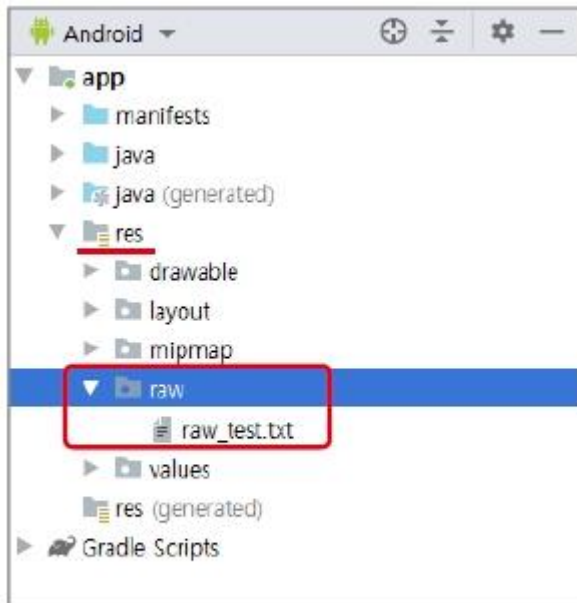 Android
app
manifests
java
java (generated)
res
drawable
layout
mipmap
raw
raw_test.txt
values
res (generated)
Gradle Scripts